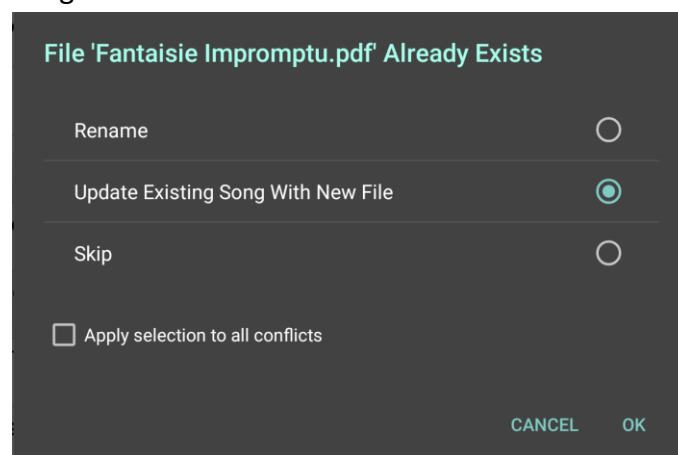 File 'Fantaisie Impromptu.pdf' Already Exists
Rename
Update Existing Song With New File
Skip
Apply selection to all conflicts
CANCEL OK